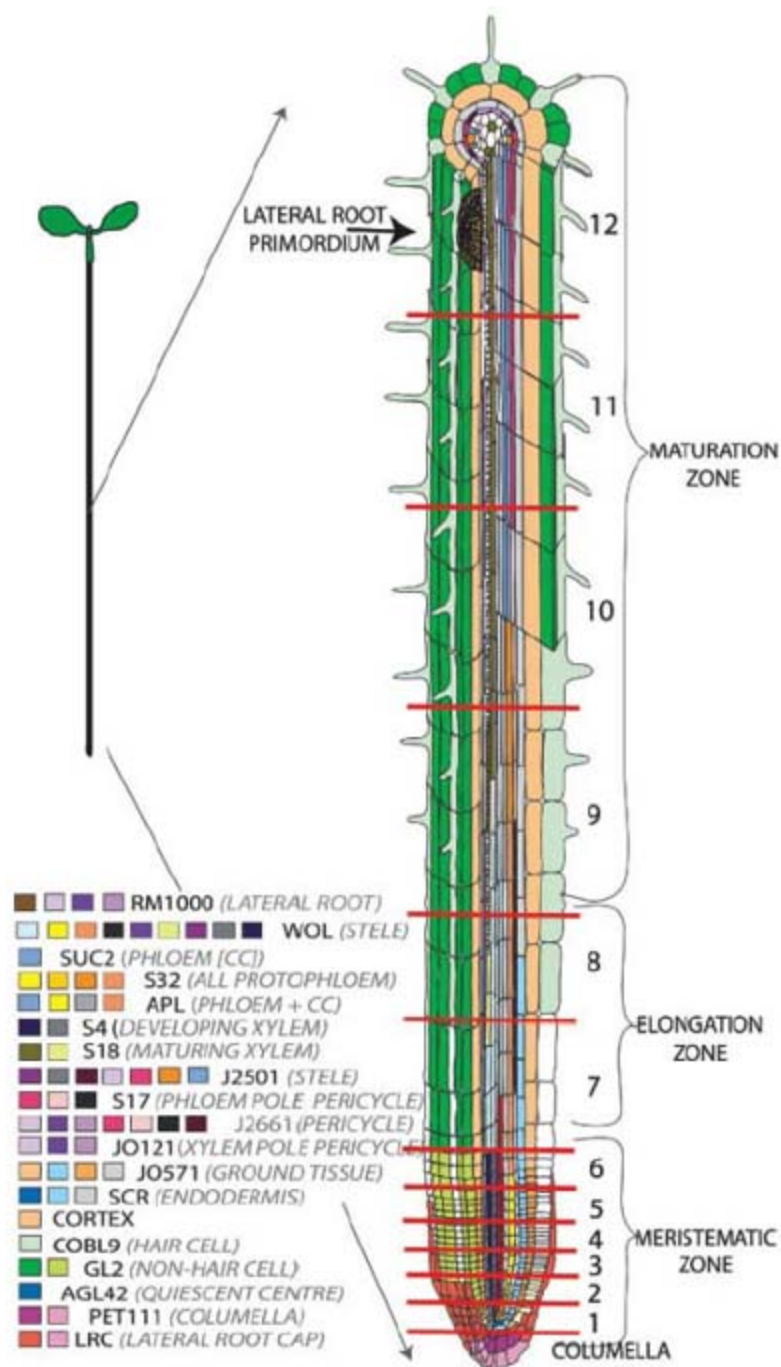 LATERAL ROOT
PRIMORDIUM
12
11
MATURATION
ZONE
10
9
8
ELONGATION
ZONE
7
6
5
4
3
2
1
MERISTEMATIC
ZONE
COLUMELLA
RM1000 (LATERAL ROOT)
WOL (STELE)
SUC2 (PHLOEM [CC])
S32 (ALL PROTOPHLOEM)
APL (PHLOEM + CC)
S4 (DEVELOPING XYLEM)
S18 (MATURING XYLEM)
J2501 (STELE)
S17 (PHLOEM POLE PERICYCLE)
J2661 (PERICYCLE)
JO121 (XYLEM POLE PERICYCLE)
JO571 (GROUND TISSUE)
SCR (ENDODERMIS)
CORTEX
COBL9 (HAIR CELL)
GL2 (NON-HAIR CELL)
AGL42 (QUIESCENT CENTRE)
PET111 (COLUMELLA)
LRC (LATERAL ROOT CAP)